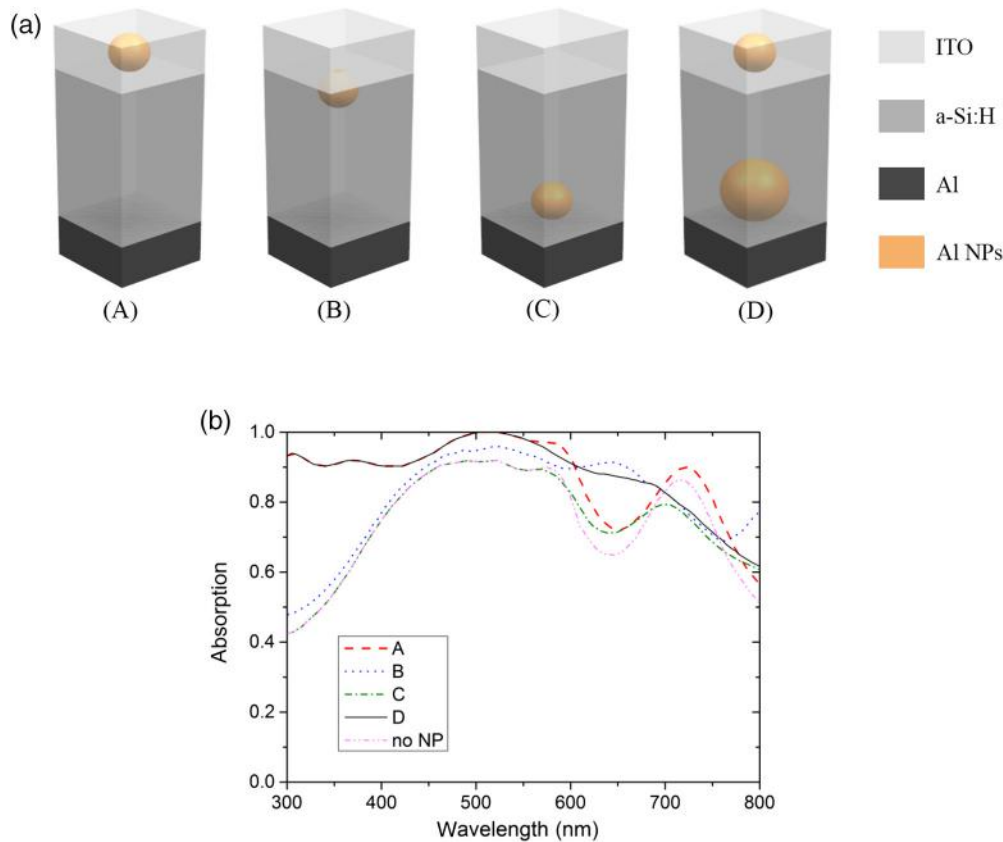 (a)
ITO
a-Si:H
Al
Al NPs
(A) (B) (C) (D)
(b)
1.0
0.8
0.6
0.4
0.2
0.0
Absorption
A
B
C
D
no NP
300 400 500 600 700 800
Wavelength (nm)